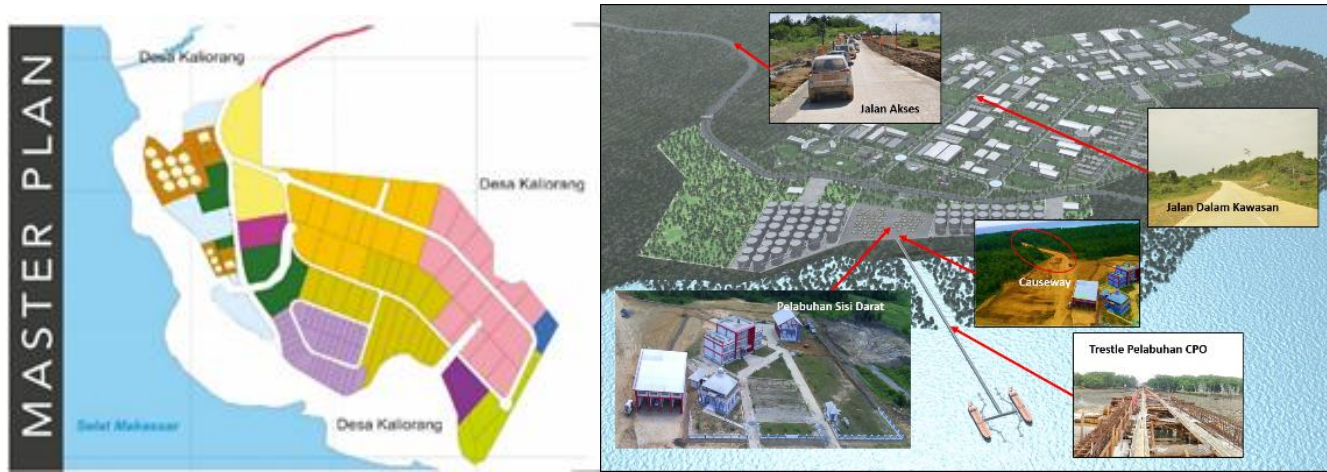 MASTER PLAN
Desa Kaliorang
Desa Kaliorang
Desa Kaliorang
Selat Makassar
Jalan Akses
Jalan Dalam Kawasan
Causeway
Pelabuhan Sisi Darat
Trestle Pelabuhan CPO